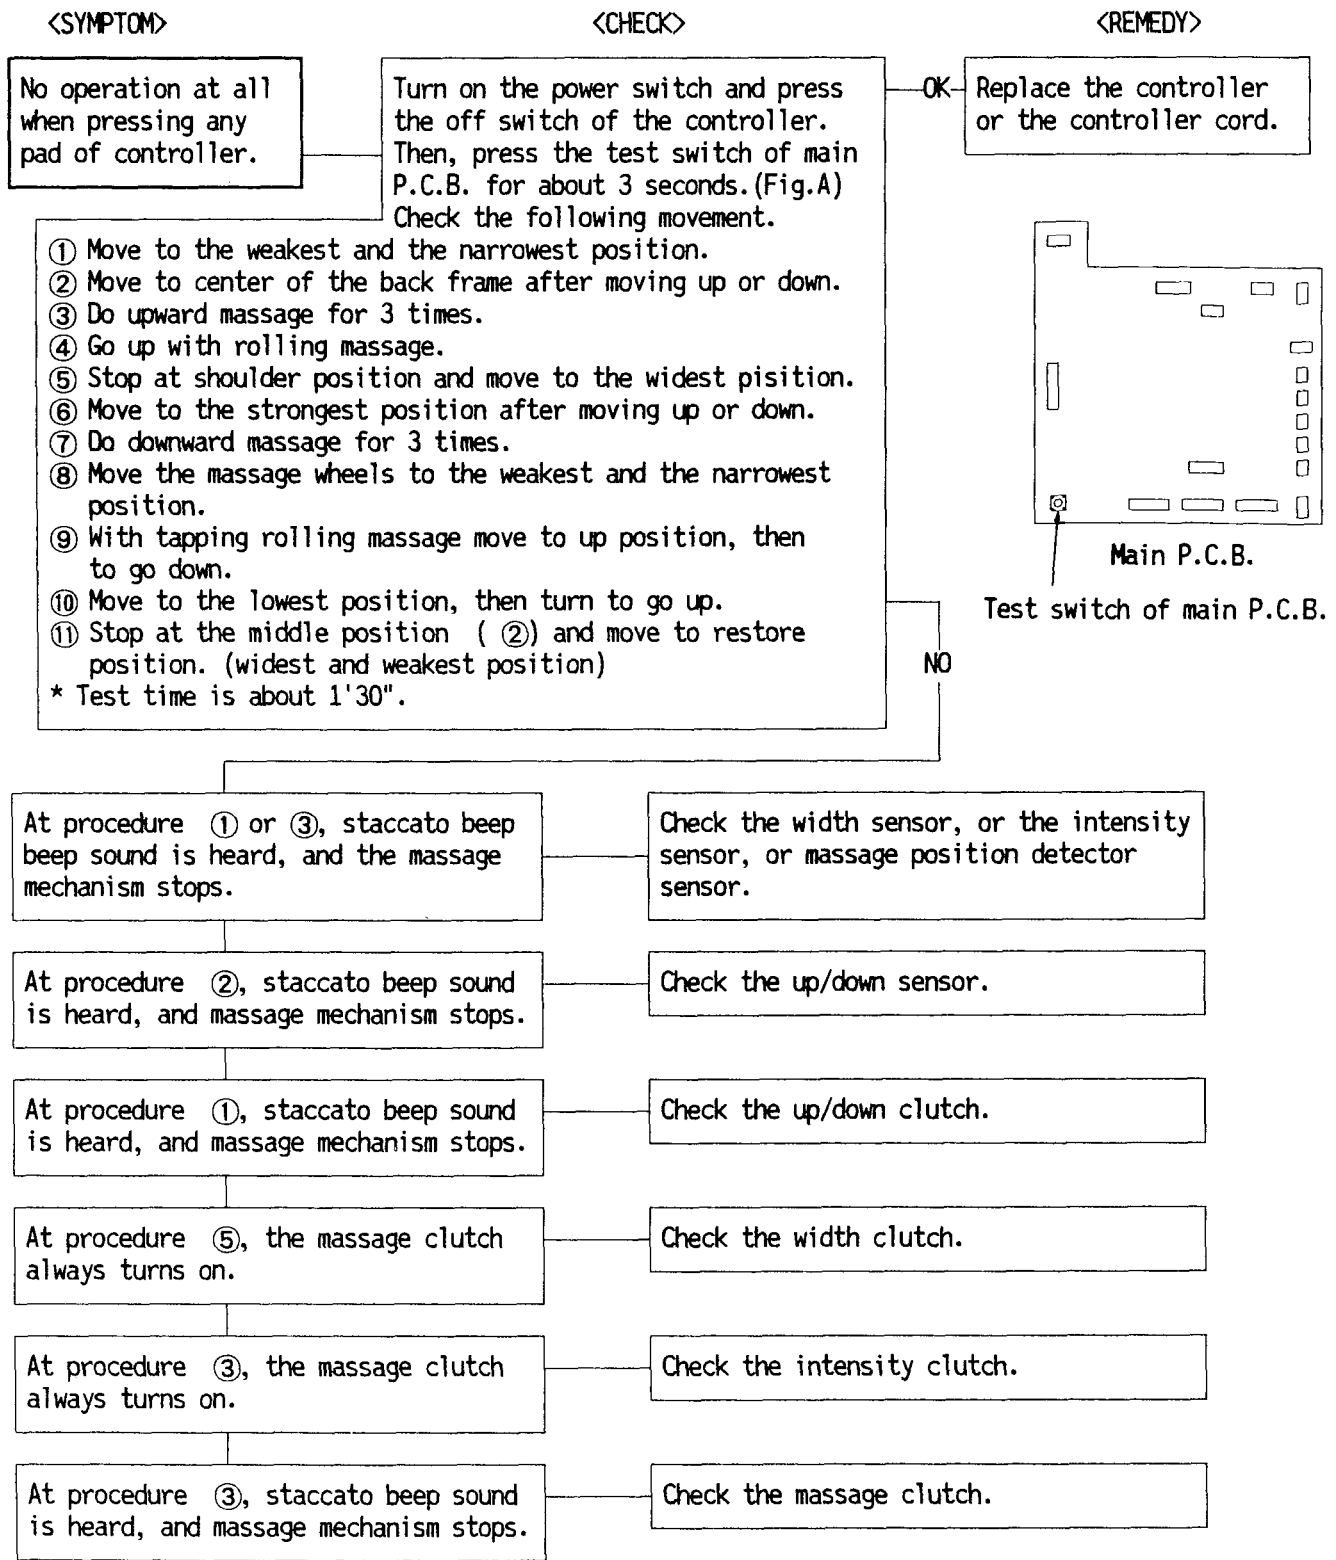 <SYMPTOM>
<CHECK>
<REMEDY>
No operation at all
when pressing any
pad of controller.
Turn on the power switch and press
the off switch of the controller.
Then, press the test switch of main
P.C.B. for about 3 seconds.(Fig.A)
Check the following movement.
① Move to the weakest and the narrowest position.
② Move to center of the back frame after moving up or down.
③ Do upward massage for 3 times.
④ Go up with rolling massage.
⑤ Stop at shoulder position and move to the widest pisition.
⑥ Move to the strongest position after moving up or down.
⑦ Do downward massage for 3 times.
⑧ Move the massage wheels to the weakest and the narrowest
position.
⑨ With tapping rolling massage move to up position, then
to go down.
⑩ Move to the lowest position, then turn to go up.
⑪ Stop at the middle position ( ②) and move to restore
position. (widest and weakest position)
* Test time is about 1'30".
OK
Replace the controller
or the controller cord.
Main P.C.B.
Test switch of main P.C.B.
NO
At procedure ① or ③, staccato beep
beep sound is heard, and the massage
mechanism stops.
Check the width sensor, or the intensity
sensor, or massage position detector
sensor.
At procedure ②, staccato beep sound
is heard, and massage mechanism stops.
Check the up/down sensor.
At procedure ①, staccato beep sound
is heard, and massage mechanism stops.
Check the up/down clutch.
At procedure ⑤, the massage clutch
always turns on.
Check the width clutch.
At procedure ③, the massage clutch
always turns on.
Check the intensity clutch.
At procedure ③, staccato beep sound
is heard, and massage mechanism stops.
Check the massage clutch.